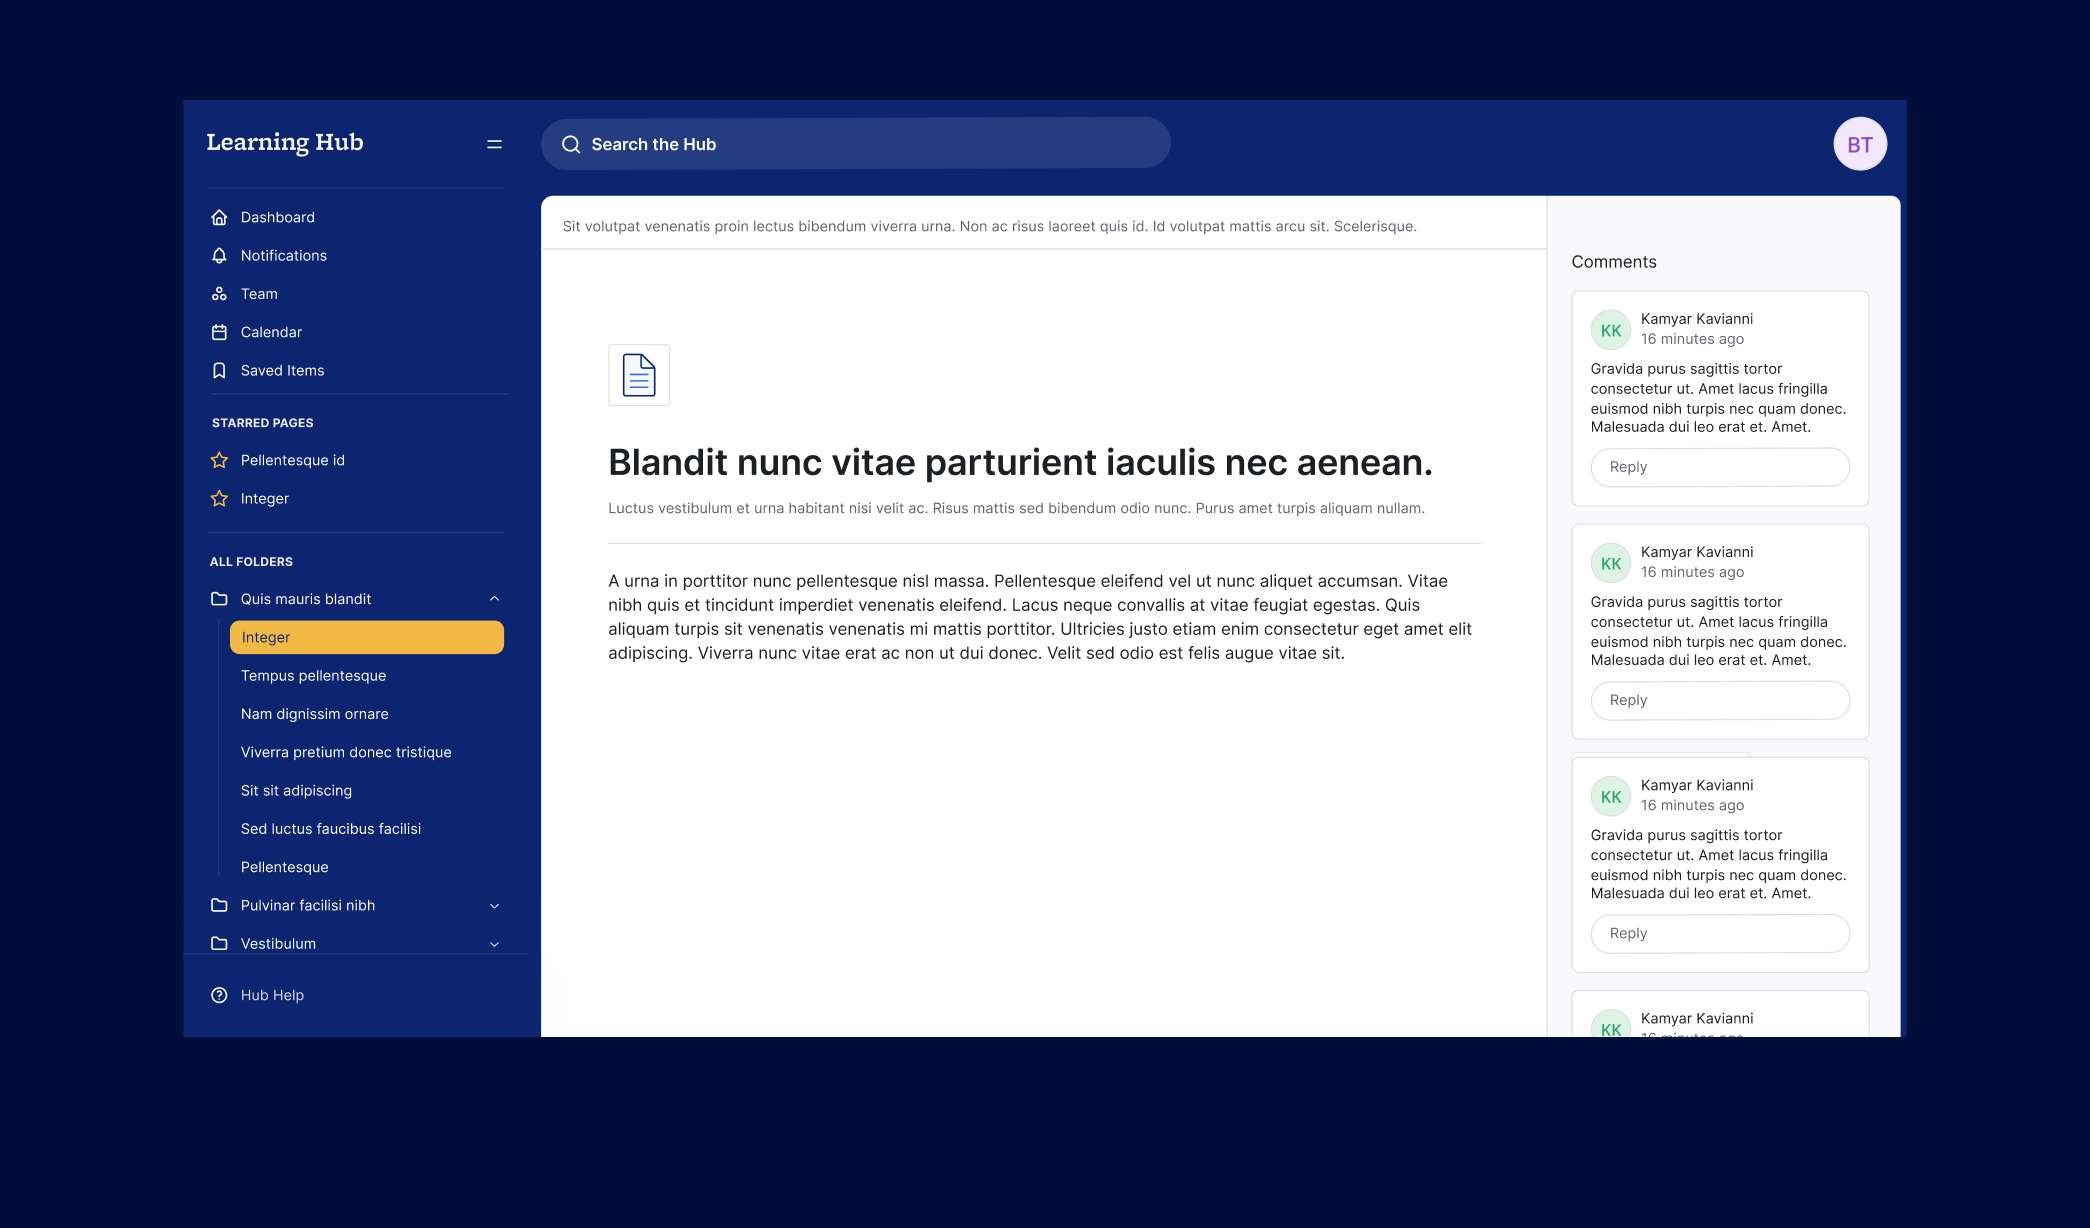 Learning Hub
Search the Hub
BT
Dashboard
Notifications
Team
Calendar
Saved Items
STARRED PAGES
Pellentesque id
Integer
ALL FOLDERS
Quis mauris blandit
Integer
Tempus pellentesque
Nam dignissim ornare
Viverra pretium donec tristique
Sit sit adipiscing
Sed luctus faucibus facilisi
Pellentesque
Pulvinar facilisi nibh
Vestibulum
Hub Help
Sit volutpat venenatis proin lectus bibendum viverra urna. Non ac risus laoreet quis id. Id volutpat mattis arcu sit. Scelerisque.
Blandit nunc vitae parturient iaculis nec aenean.
Luctus vestibulum et urna habitant nisi velit ac. Risus mattis sed bibendum odio nunc. Purus amet turpis aliquam nullam.
A urna in porttitor nunc pellentesque nisl massa. Pellentesque eleifend vel ut nunc aliquet accumsan. Vitae
nibh quis et tincidunt imperdiet venenatis eleifend. Lacus neque convallis at vitae feugiat egestas. Quis
aliquam turpis sit venenatis venenatis mi mattis porttitor. Ultricies justo etiam enim consectetur eget amet elit
adipiscing. Viverra nunc vitae erat ac non ut dui donec. Velit sed odio est felis augue vitae sit.
Comments
KK
Kamyar Kavianni
16 minutes ago
Gravida purus sagittis tortor
consectetur ut. Amet lacus fringilla
euismod nibh turpis nec quam donec.
Malesuada dui leo erat et. Amet.
Reply
KK
Kamyar Kavianni
16 minutes ago
Gravida purus sagittis tortor
consectetur ut. Amet lacus fringilla
euismod nibh turpis nec quam donec.
Malesuada dui leo erat et. Amet.
Reply
KK
Kamyar Kavianni
16 minutes ago
Gravida purus sagittis tortor
consectetur ut. Amet lacus fringilla
euismod nibh turpis nec quam donec.
Malesuada dui leo erat et. Amet.
Reply
KK
Kamyar Kavianni
16 minutes ago